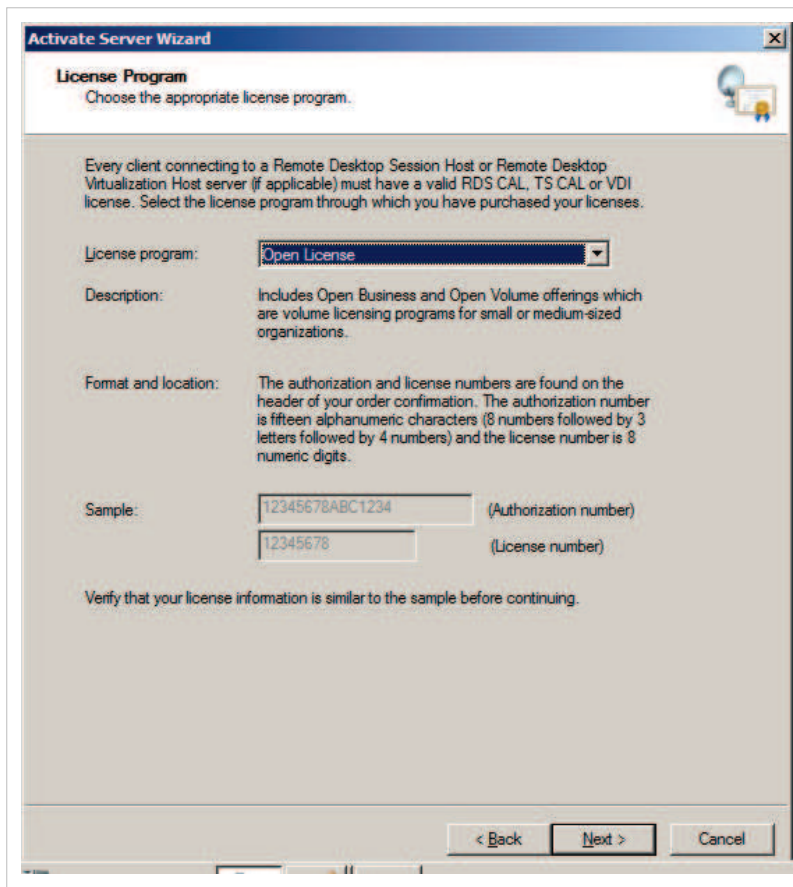 Activate Server Wizard
License Program
Choose the appropriate license program.
Every client connecting to a Remote Desktop Session Host or Remote Desktop
Virtualization Host server (if applicable) must have a valid RDS CAL, TS CAL or VDI
license. Select the license program through which you have purchased your licenses.
License program:
Open License
Description:
Includes Open Business and Open Volume offerings which
are volume licensing programs for small or medium-sized
organizations.
Format and location:
The authorization and license numbers are found on the
header of your order confirmation. The authorization number
is fifteen alphanumeric characters (8 numbers followed by 3
letters followed by 4 numbers) and the license number is 8
numeric digits.
Sample:
12345678ABC1234
(Authorization number)
12345678
(License number)
Verify that your license information is similar to the sample before continuing.
< Back
Next >
Cancel